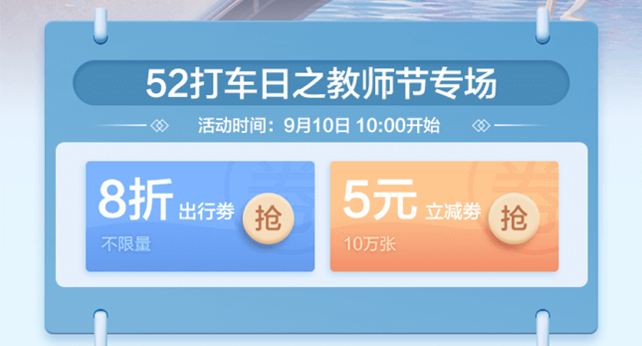 52打车日之教师节专场
活动时间：9月10日 10:00开始
8折 出行劵 抢
不限量
5元 立减劵 抢
10万张